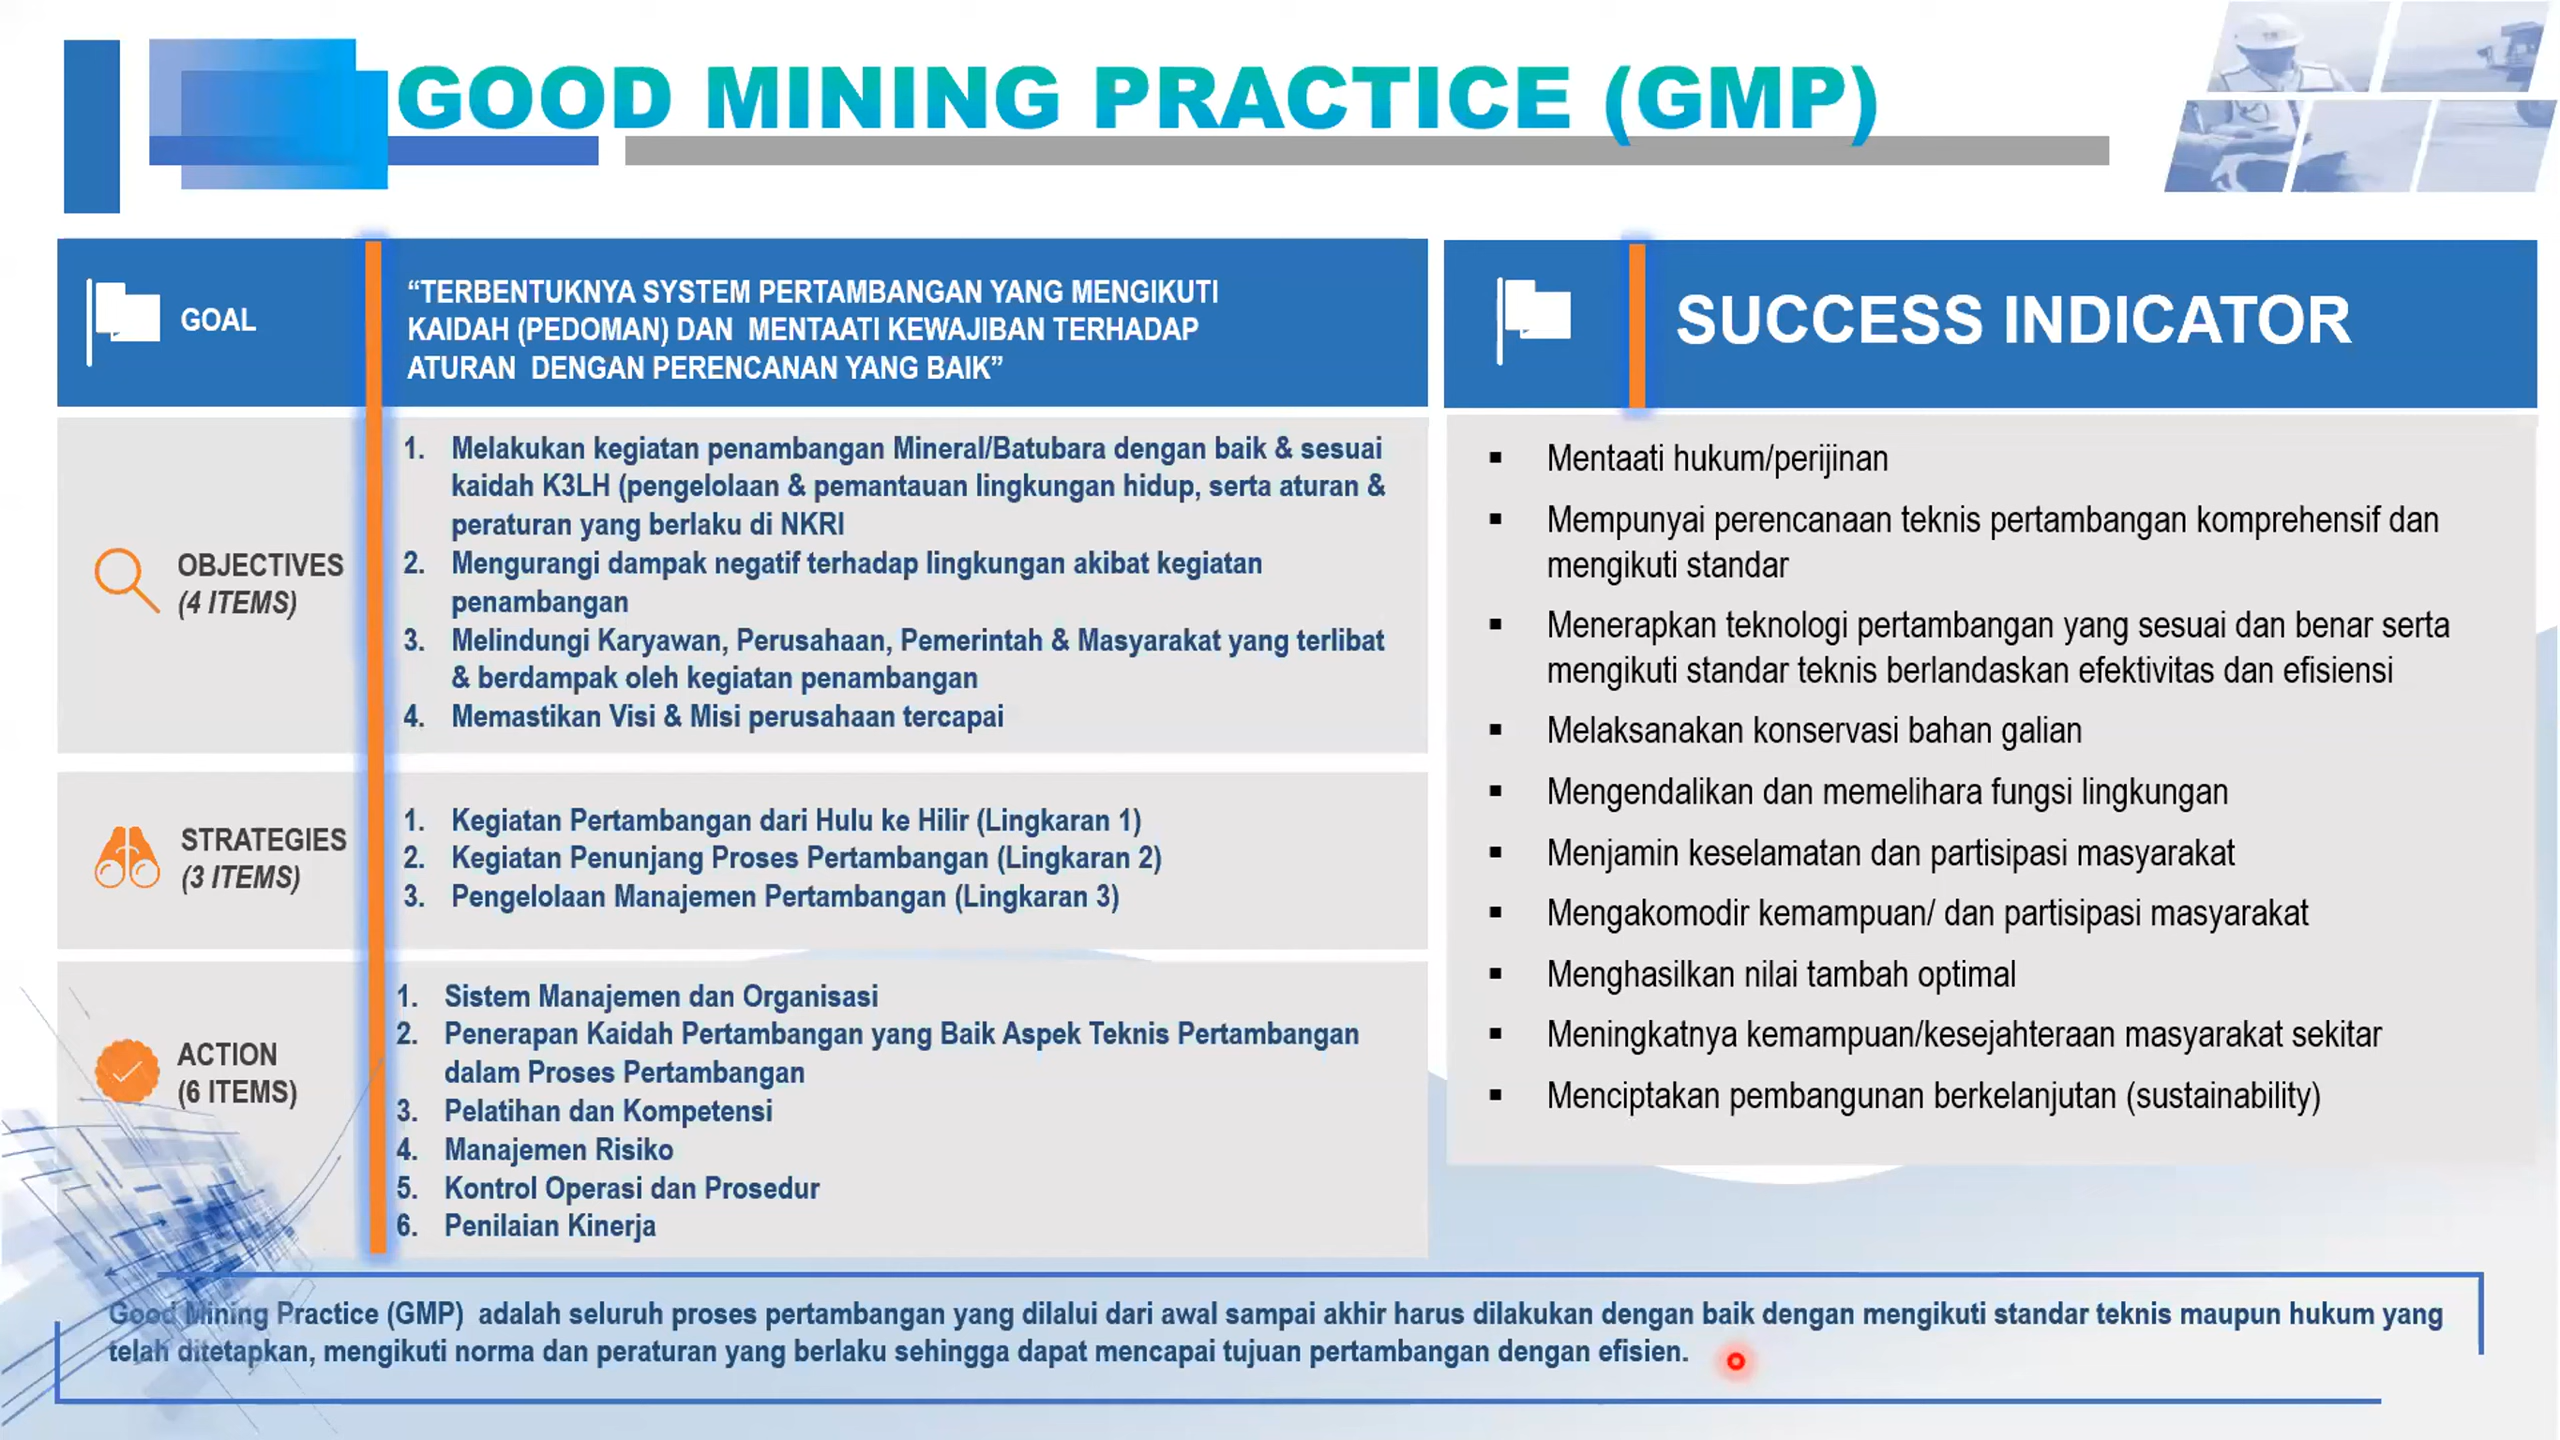 GOOD MINING PRACTICE (GMP)
GOAL
“TERBENTUKNYA SYSTEM PERTAMBANGAN YANG MENGIKUTI
KAIDAH (PEDOMAN) DAN MENTAATI KEWAJIBAN TERHADAP
ATURAN DENGAN PERENCANAN YANG BAIK”
OBJECTIVES
(4 ITEMS)
1. Melakukan kegiatan penambangan Mineral/Batubara dengan baik & sesuai
kaidah K3LH (pengelolaan & pemantauan lingkungan hidup, serta aturan &
peraturan yang berlaku di NKRI
2. Mengurangi dampak negatif terhadap lingkungan akibat kegiatan
penambangan
3. Melindungi Karyawan, Perusahaan, Pemerintah & Masyarakat yang terlibat
& berdampak oleh kegiatan penambangan
4. Memastikan Visi & Misi perusahaan tercapai
STRATEGIES
(3 ITEMS)
1. Kegiatan Pertambangan dari Hulu ke Hilir (Lingkaran 1)
2. Kegiatan Penunjang Proses Pertambangan (Lingkaran 2)
3. Pengelolaan Manajemen Pertambangan (Lingkaran 3)
ACTION
(6 ITEMS)
1. Sistem Manajemen dan Organisasi
2. Penerapan Kaidah Pertambangan yang Baik Aspek Teknis Pertambangan
dalam Proses Pertambangan
3. Pelatihan dan Kompetensi
4. Manajemen Risiko
5. Kontrol Operasi dan Prosedur
6. Penilaian Kinerja
SUCCESS INDICATOR
▪ Mentaati hukum/perijinan
▪ Mempunyai perencanaan teknis pertambangan komprehensif dan
mengikuti standar
▪ Menerapkan teknologi pertambangan yang sesuai dan benar serta
mengikuti standar teknis berlandaskan efektivitas dan efisiensi
▪ Melaksanakan konservasi bahan galian
▪ Mengendalikan dan memelihara fungsi lingkungan
▪ Menjamin keselamatan dan partisipasi masyarakat
▪ Mengakomodir kemampuan/ dan partisipasi masyarakat
▪ Menghasilkan nilai tambah optimal
▪ Meningkatnya kemampuan/kesejahteraan masyarakat sekitar
▪ Menciptakan pembangunan berkelanjutan (sustainability)
Good Mining Practice (GMP) adalah seluruh proses pertambangan yang dilalui dari awal sampai akhir harus dilakukan dengan baik dengan mengikuti standar teknis maupun hukum yang
telah ditetapkan, mengikuti norma dan peraturan yang berlaku sehingga dapat mencapai tujuan pertambangan dengan efisien.